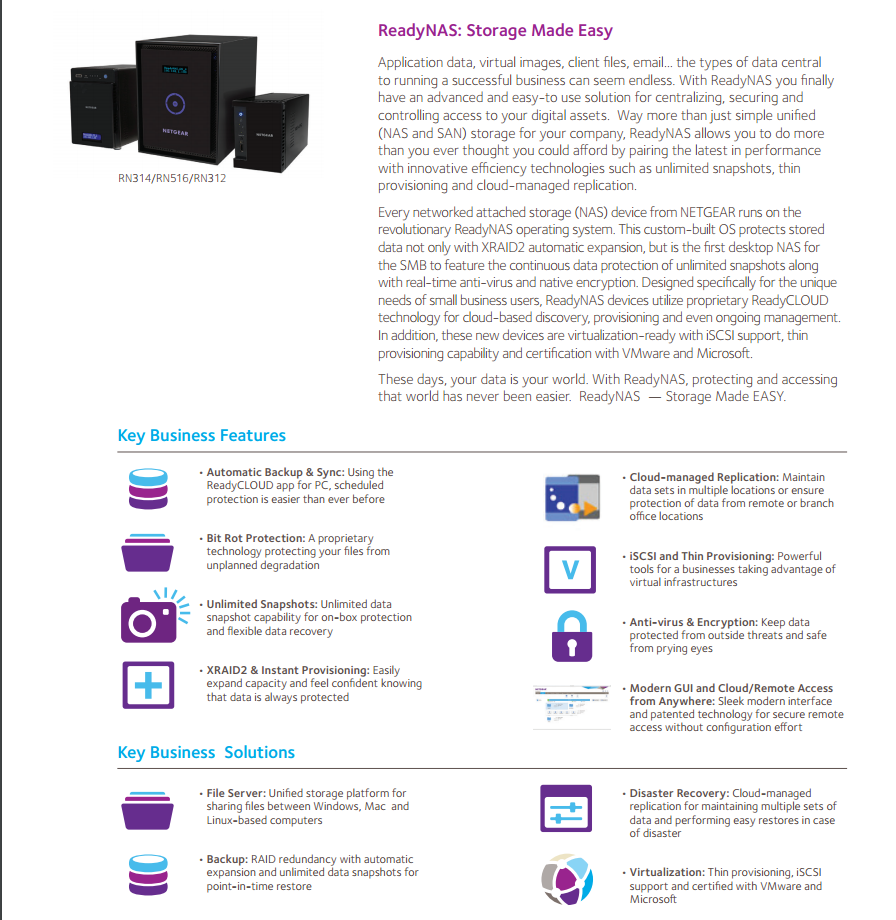 ReadyNAS: Storage Made Easy
Application data, virtual images, client files, email... the types of data central
to running a successful business can seem endless. With ReadyNAS you finally
have an advanced and easy-to use solution for centralizing, securing and
controlling access to your digital assets.  Way more than just simple unified
(NAS and SAN) storage for your company, ReadyNAS allows you to do more
than you ever thought you could afford by pairing the latest in performance
with innovative efficiency technologies such as unlimited snapshots, thin
provisioning and cloud-managed replication.
NETGEAR
NETGEAR
NETGEAR
RN314/RN516/RN312
Every networked attached storage (NAS) device from NETGEAR runs on the
revolutionary ReadyNAS operating system. This custom-built OS protects stored
data not only with XRAID2 automatic expansion, but is the first desktop NAS for
the SMB to feature the continuous data protection of unlimited snapshots along
with real-time anti-virus and native encryption. Designed specifically for the unique
needs of small business users, ReadyNAS devices utilize proprietary ReadyCLOUD
technology for cloud-based discovery, provisioning and even ongoing management.
In addition, these new devices are virtualization-ready with iSCSI support, thin
provisioning capability and certification with VMware and Microsoft.
These days, your data is your world. With ReadyNAS, protecting and accessing
that world has never been easier.  ReadyNAS  — Storage Made EASY.
Key Business Features
• Automatic Backup & Sync: Using the
ReadyCLOUD app for PC, scheduled
protection is easier than ever before
• Bit Rot Protection: A proprietary
technology protecting your files from
unplanned degradation
• Unlimited Snapshots: Unlimited data
snapshot capability for on-box protection
and flexible data recovery
• XRAID2 & Instant Provisioning: Easily
expand capacity and feel confident knowing
that data is always protected
• Cloud-managed Replication: Maintain
data sets in multiple locations or ensure
protection of data from remote or branch
office locations
V
• iSCSI and Thin Provisioning: Powerful
tools for a businesses taking advantage of
virtual infrastructures
• Anti-virus & Encryption: Keep data
protected from outside threats and safe
from prying eyes
• Modern GUI and Cloud/Remote Access
from Anywhere: Sleek modern interface
and patented technology for secure remote
access without configuration effort
Key Business  Solutions
• File Server: Unified storage platform for
sharing files between Windows, Mac  and
Linux-based computers
• Backup: RAID redundancy with automatic
expansion and unlimited data snapshots for
point-in-time restore
• Disaster Recovery: Cloud-managed
replication for maintaining multiple sets of
data and performing easy restores in case
of disaster
• Virtualization: Thin provisioning, iSCSI
support and certified with VMware and
Microsoft